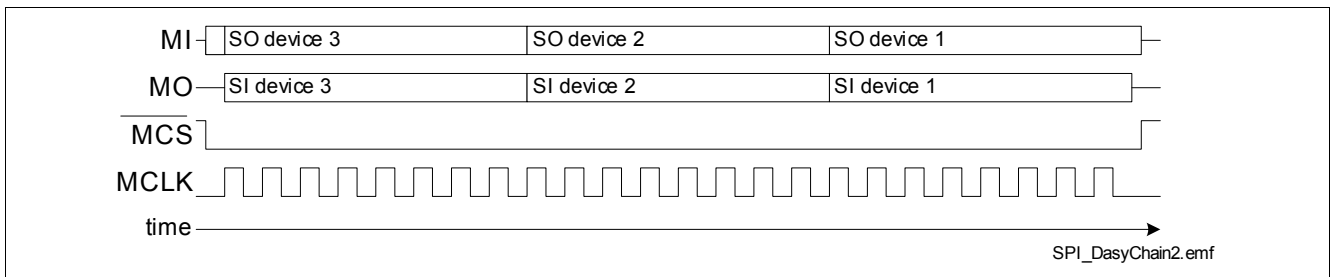 MI SO device 3 SO device 2 SO device 1
MO SI device 3 SI device 2 SI device 1
MCS
MCLK
time
SPI_DasyChain2.emf